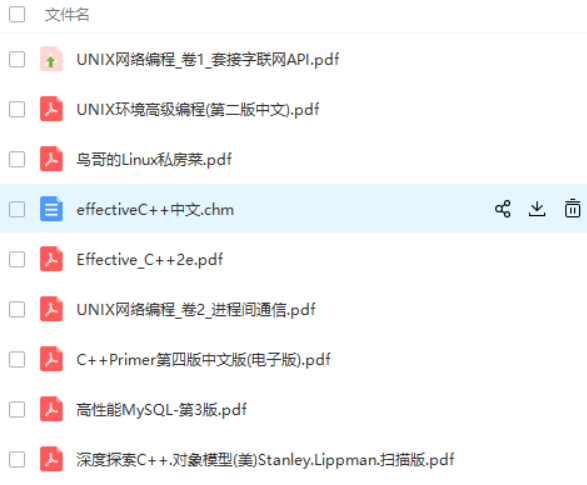 文件名
UNIX网络编程_卷1_套接字联网API.pdf
UNIX环境高级编程(第二版中文).pdf
鸟哥的Linux私房菜.pdf
effectiveC++中文.chm
Effective_C++2e.pdf
UNIX网络编程_卷2_进程间通信.pdf
C++Primer第四版中文版(电子版).pdf
高性能MySQL-第3版.pdf
深度探索C++.对象模型(美)Stanley.Lippman.扫描版.pdf